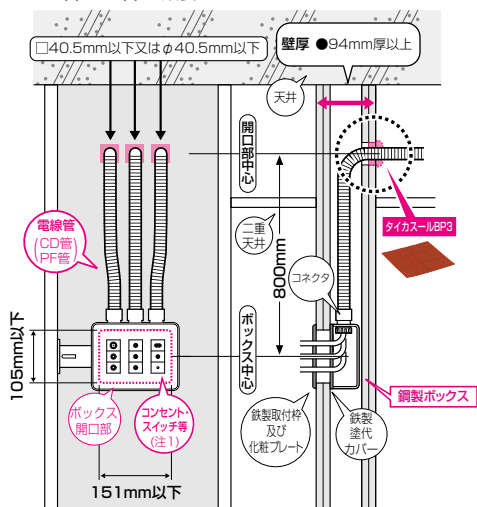 □40.5mm以下又はφ40.5mm以下
壁厚 ●94mm厚以上
天井
開口部中心
電線管
(CD管
PF管)
二重
天井
800mm
タイカスールBP3
コネクタ
105mm以下
ボックス中心
ボックス
開口部
コンセント・
スイッチ等
(注1)
鉄製取付枠
及び
化粧プレート
鉄製
塗代
カバー
鋼製ボックス
151mm以下